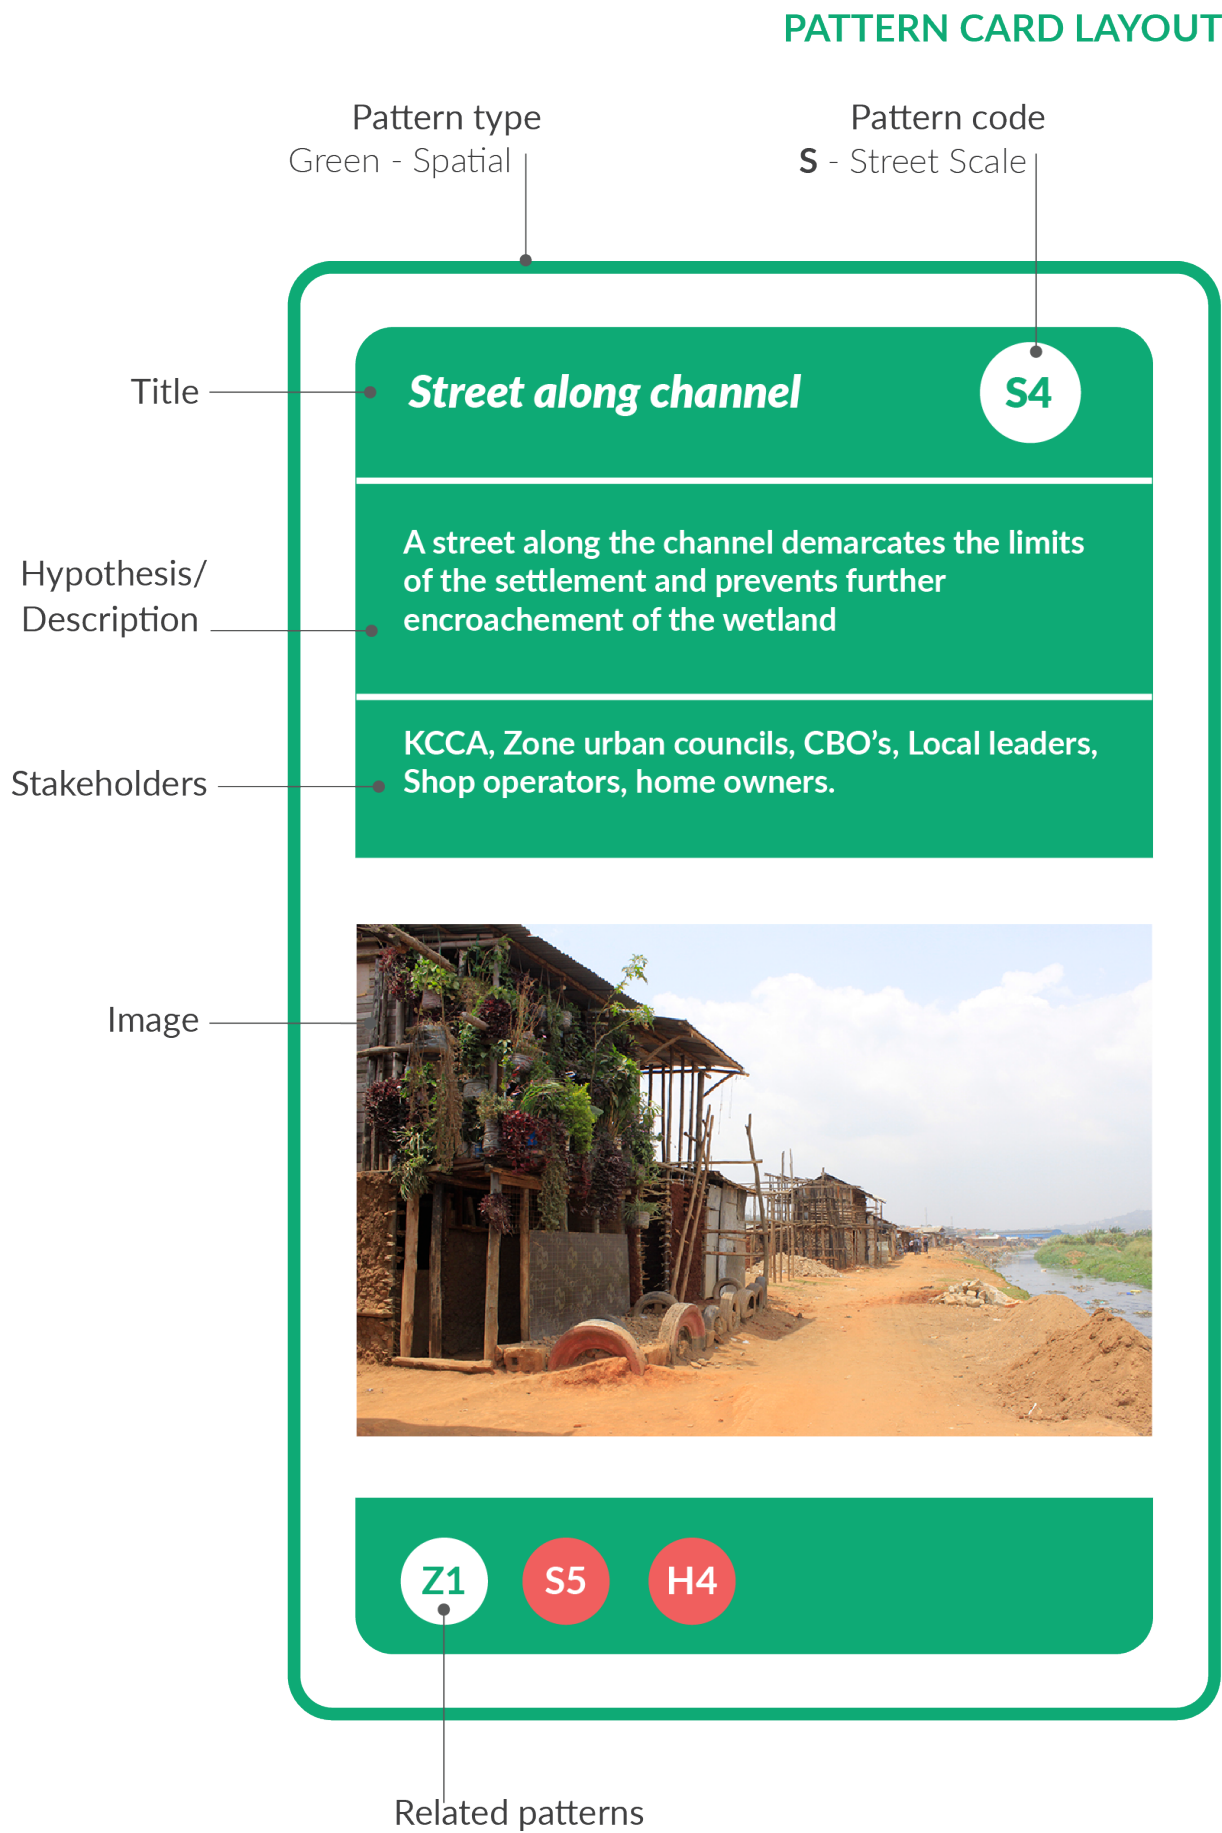 PATTERN CARD LAYOUT
Pattern type
Green - Spatial
Pattern code
S - Street Scale
Title
Street along channel
S4
Hypothesis/
Description
A street along the channel demarcates the limits
of the settlement and prevents further
encroachement of the wetland
Stakeholders
KCCA, Zone urban councils, CBO’s, Local leaders,
Shop operators, home owners.
Image
Z1
S5
H4
Related patterns